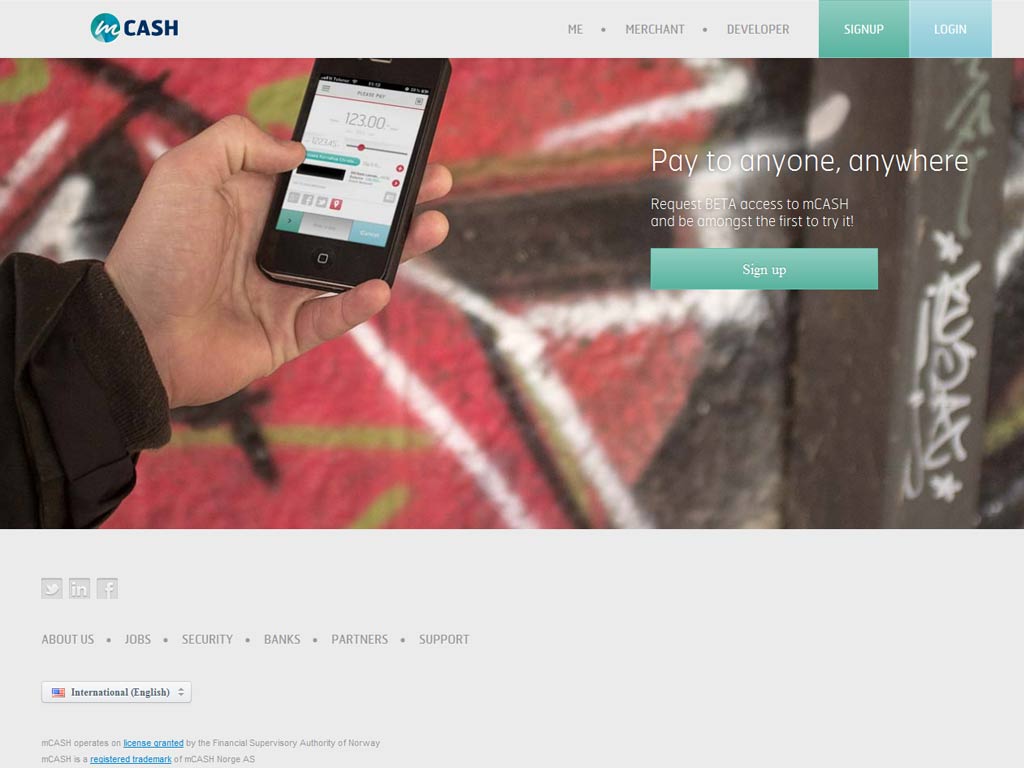 m CASH
ME • MERCHANT • DEVELOPER
SIGNUP
LOGIN
PLEASE PAY
123.00
Pay to anyone, anywhere
Request BETA access to mCASH
and be amongst the first to try it!
Sign up
Cancel
ABOUT US • JOBS • SECURITY • BANKS • PARTNERS • SUPPORT
International (English)
mCASH operates on license granted by the Financial Supervisory Authority of Norway
mCASH is a registered trademark of mCASH Norge AS